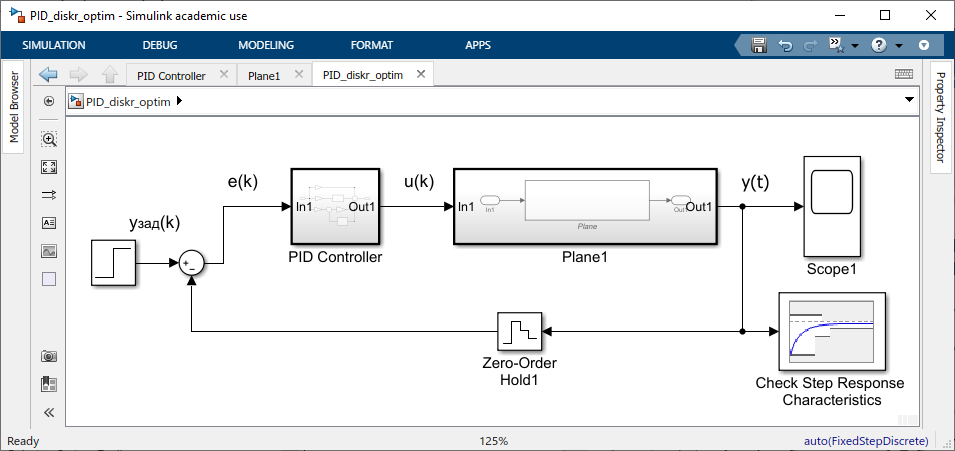 PID_diskr_optim - Simulink academic use
SIMULATION DEBUG MODELING FORMAT APPS
Model Browser
PID Controller Plane1 PID_diskr_optim
Property Inspector
PID_diskr_optim
e(k)
u(k)
y(t)
yзад(k)
In1 Out1
In1 In1 Plane Out1 Out1
PID Controller
Plane1
Scope1
Zero-Order
Hold1
Check Step Response
Characteristics
Ready 125% auto(FixedStepDiscrete)